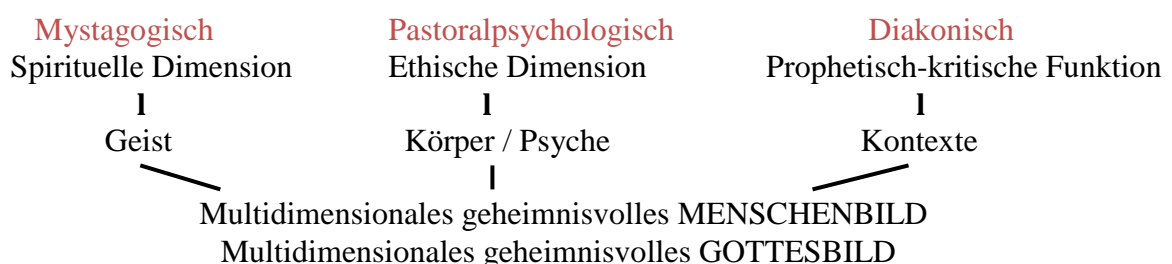 Mystagogisch Pastoralpsychologisch Diakonisch
Spirituelle Dimension Ethische Dimension Prophetisch-kritische Funktion
l l l
Geist Körper / Psyche Kontexte
Multidimensionales geheimnisvolles MENSCHENBILD
Multidimensionales geheimnisvolles GOTTESBILD